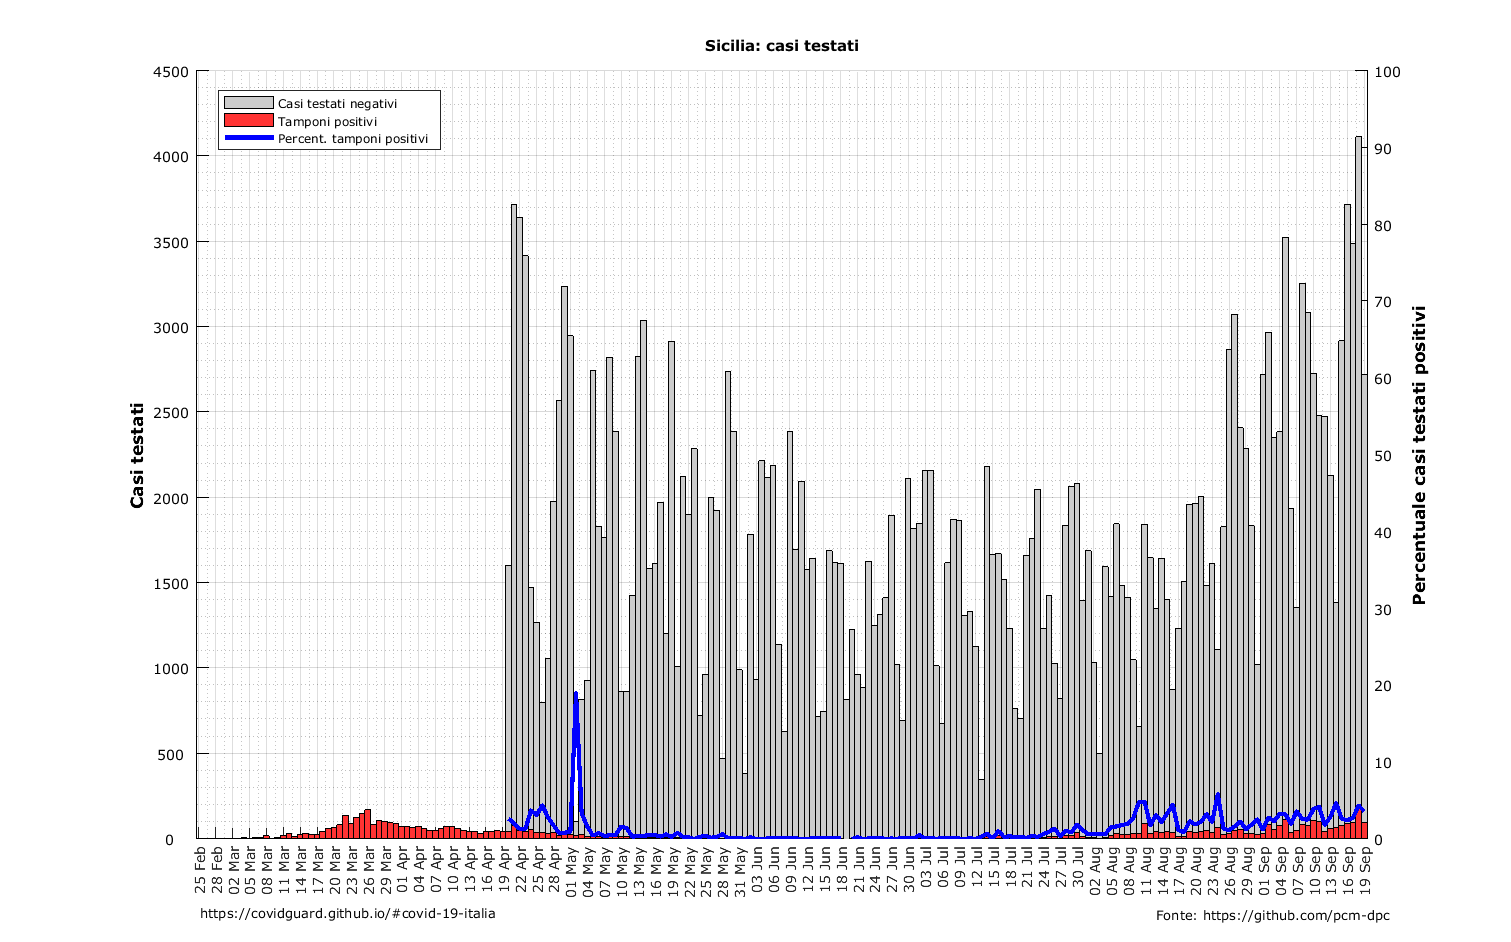 Sicilia: casi testati
Casi testati negativi
Tamponi positivi
Percent. tamponi positivi
Casi testati
4500
4000
3500
3000
2500
2000
1500
1000
500
0
Percentuale casi testati positivi
100
90
80
70
60
50
40
30
20
10
0
25 Feb
28 Feb
02 Mar
05 Mar
08 Mar
11 Mar
14 Mar
17 Mar
20 Mar
23 Mar
26 Mar
29 Mar
01 Apr
04 Apr
07 Apr
10 Apr
13 Apr
16 Apr
19 Apr
22 Apr
25 Apr
28 Apr
01 May
04 May
07 May
10 May
13 May
16 May
19 May
22 May
25 May
28 May
31 May
03 Jun
06 Jun
09 Jun
12 Jun
15 Jun
18 Jun
21 Jun
24 Jun
27 Jun
30 Jun
03 Jul
06 Jul
09 Jul
12 Jul
15 Jul
18 Jul
21 Jul
24 Jul
27 Jul
30 Jul
02 Aug
05 Aug
08 Aug
11 Aug
14 Aug
17 Aug
20 Aug
23 Aug
26 Aug
29 Aug
01 Sep
04 Sep
07 Sep
10 Sep
13 Sep
16 Sep
19 Sep
https://covidguard.github.io/#covid-19-italia
Fonte: https://github.com/pcm-dpc